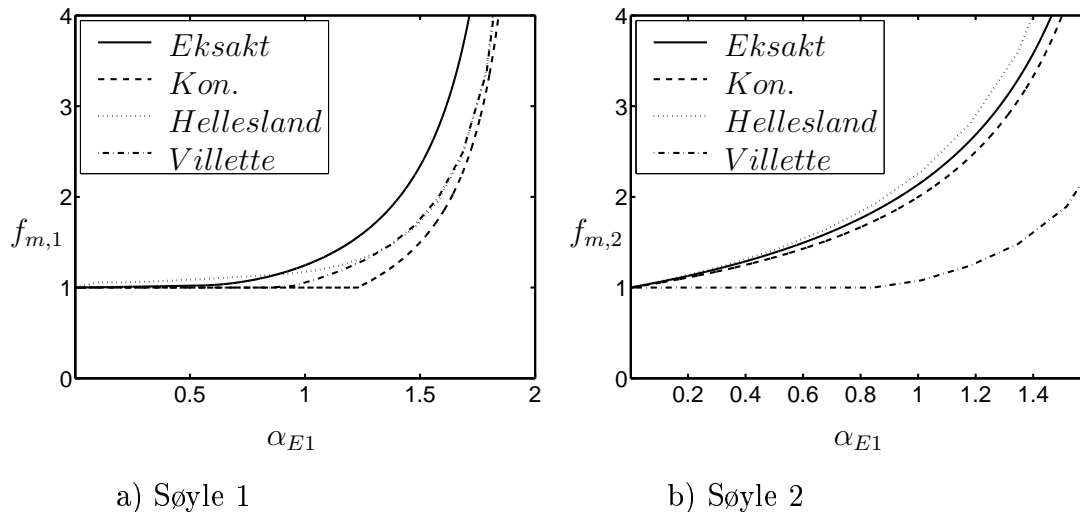 4
3
2
1
0
f_{m,1}
Eksakt
Kon.
Hellesland
Villette
0.5 1 1.5 2
α_{E1}
a) Søyle 1
4
3
2
1
0
f_{m,2}
Eksakt
Kon.
Hellesland
Villette
0.2 0.4 0.6 0.8 1 1.2 1.4
α_{E1}
b) Søyle 2